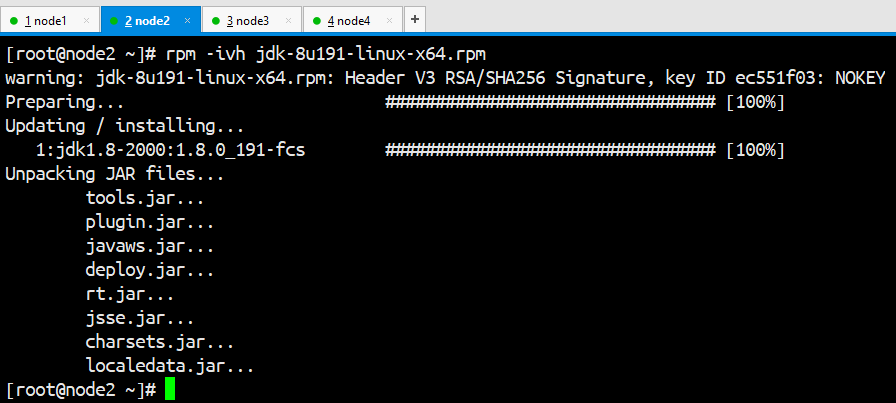 1 node1 × 2 node2 × 3 node3 × 4 node4 × +
[root@node2 ~]# rpm -ivh jdk-8u191-linux-x64.rpm
warning: jdk-8u191-linux-x64.rpm: Header V3 RSA/SHA256 Signature, key ID ec551f03: NOKEY
Preparing... ################################# [100%]
Updating / installing...
1:jdk1.8-2000:1.8.0_191-fcs ################################# [100%]
Unpacking JAR files...
tools.jar...
plugin.jar...
javaws.jar...
deploy.jar...
rt.jar...
jsse.jar...
charsets.jar...
localedata.jar...
[root@node2 ~]#